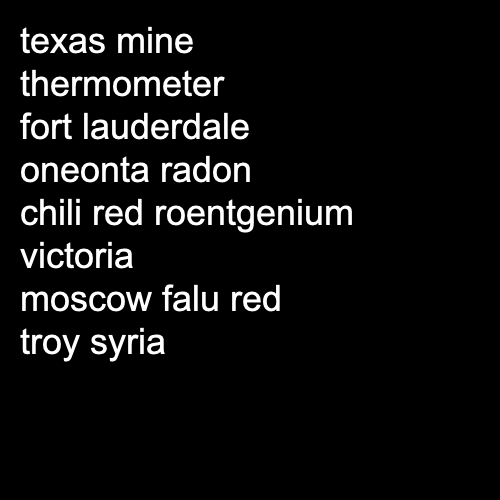 texas mine
thermometer
fort lauderdale
oneonta radon
chili red roentgenium
victoria
moscow falu red
troy syria